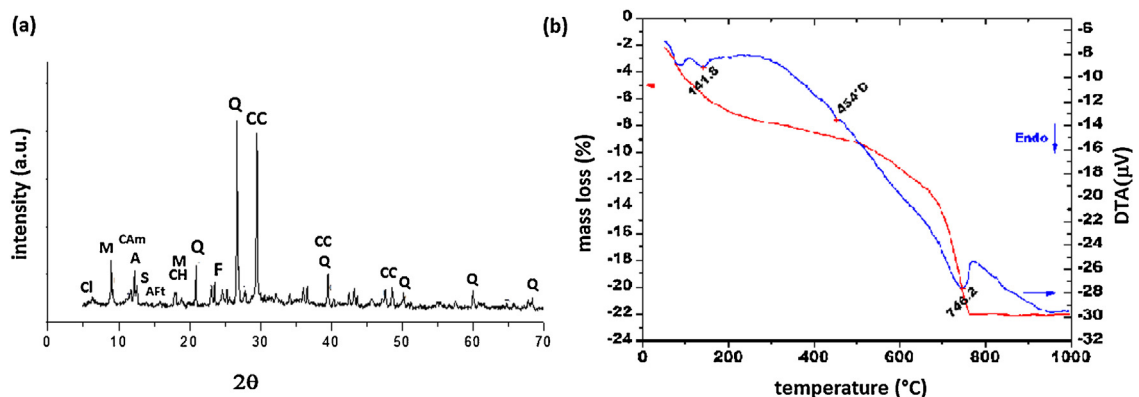 (a)
intensity (a.u.)
Q
CC
M
CAm
A
Cl
S
AFt
M
CH
Q
F
CC
Q
CC
Q
Q
Q
0 10 20 30 40 50 60 70
2θ
(b)
mass loss (%)
0
-2
-4
-6
-8
-10
-12
-14
-16
-18
-20
-22
-24
141.8
454°C
746.2
Endo
-6
-8
-10
-12
-14
-16
-18
-20
-22
-24
-26
-28
-30
-32
DTA(μV)
0 200 400 600 800 1000
temperature (°C)